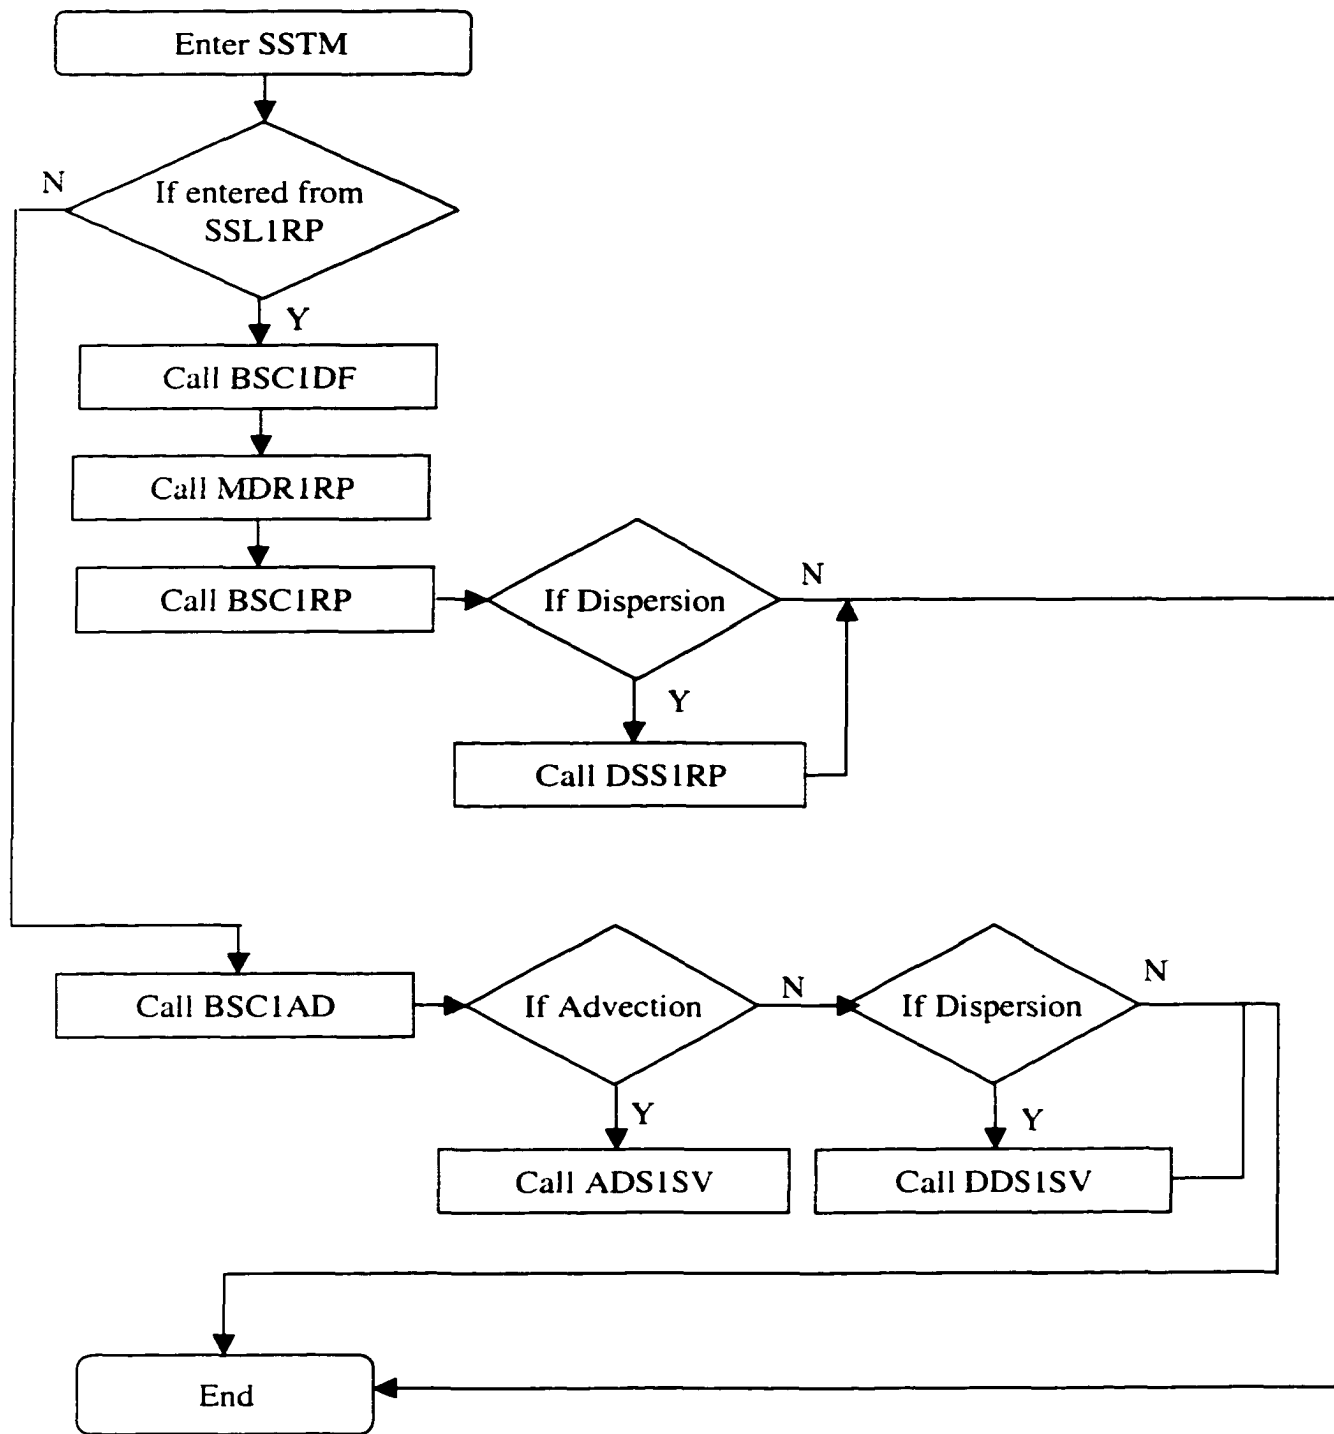 Enter SSTM
N
If entered from
SSL1RP
Y
Call BSC1DF
Call MDR1RP
Call BSC1RP
If Dispersion
N
Y
Call DSS1RP
Call BSC1AD
If Advection
N
If Dispersion
N
Y
Y
Call ADS1SV
Call DDS1SV
End